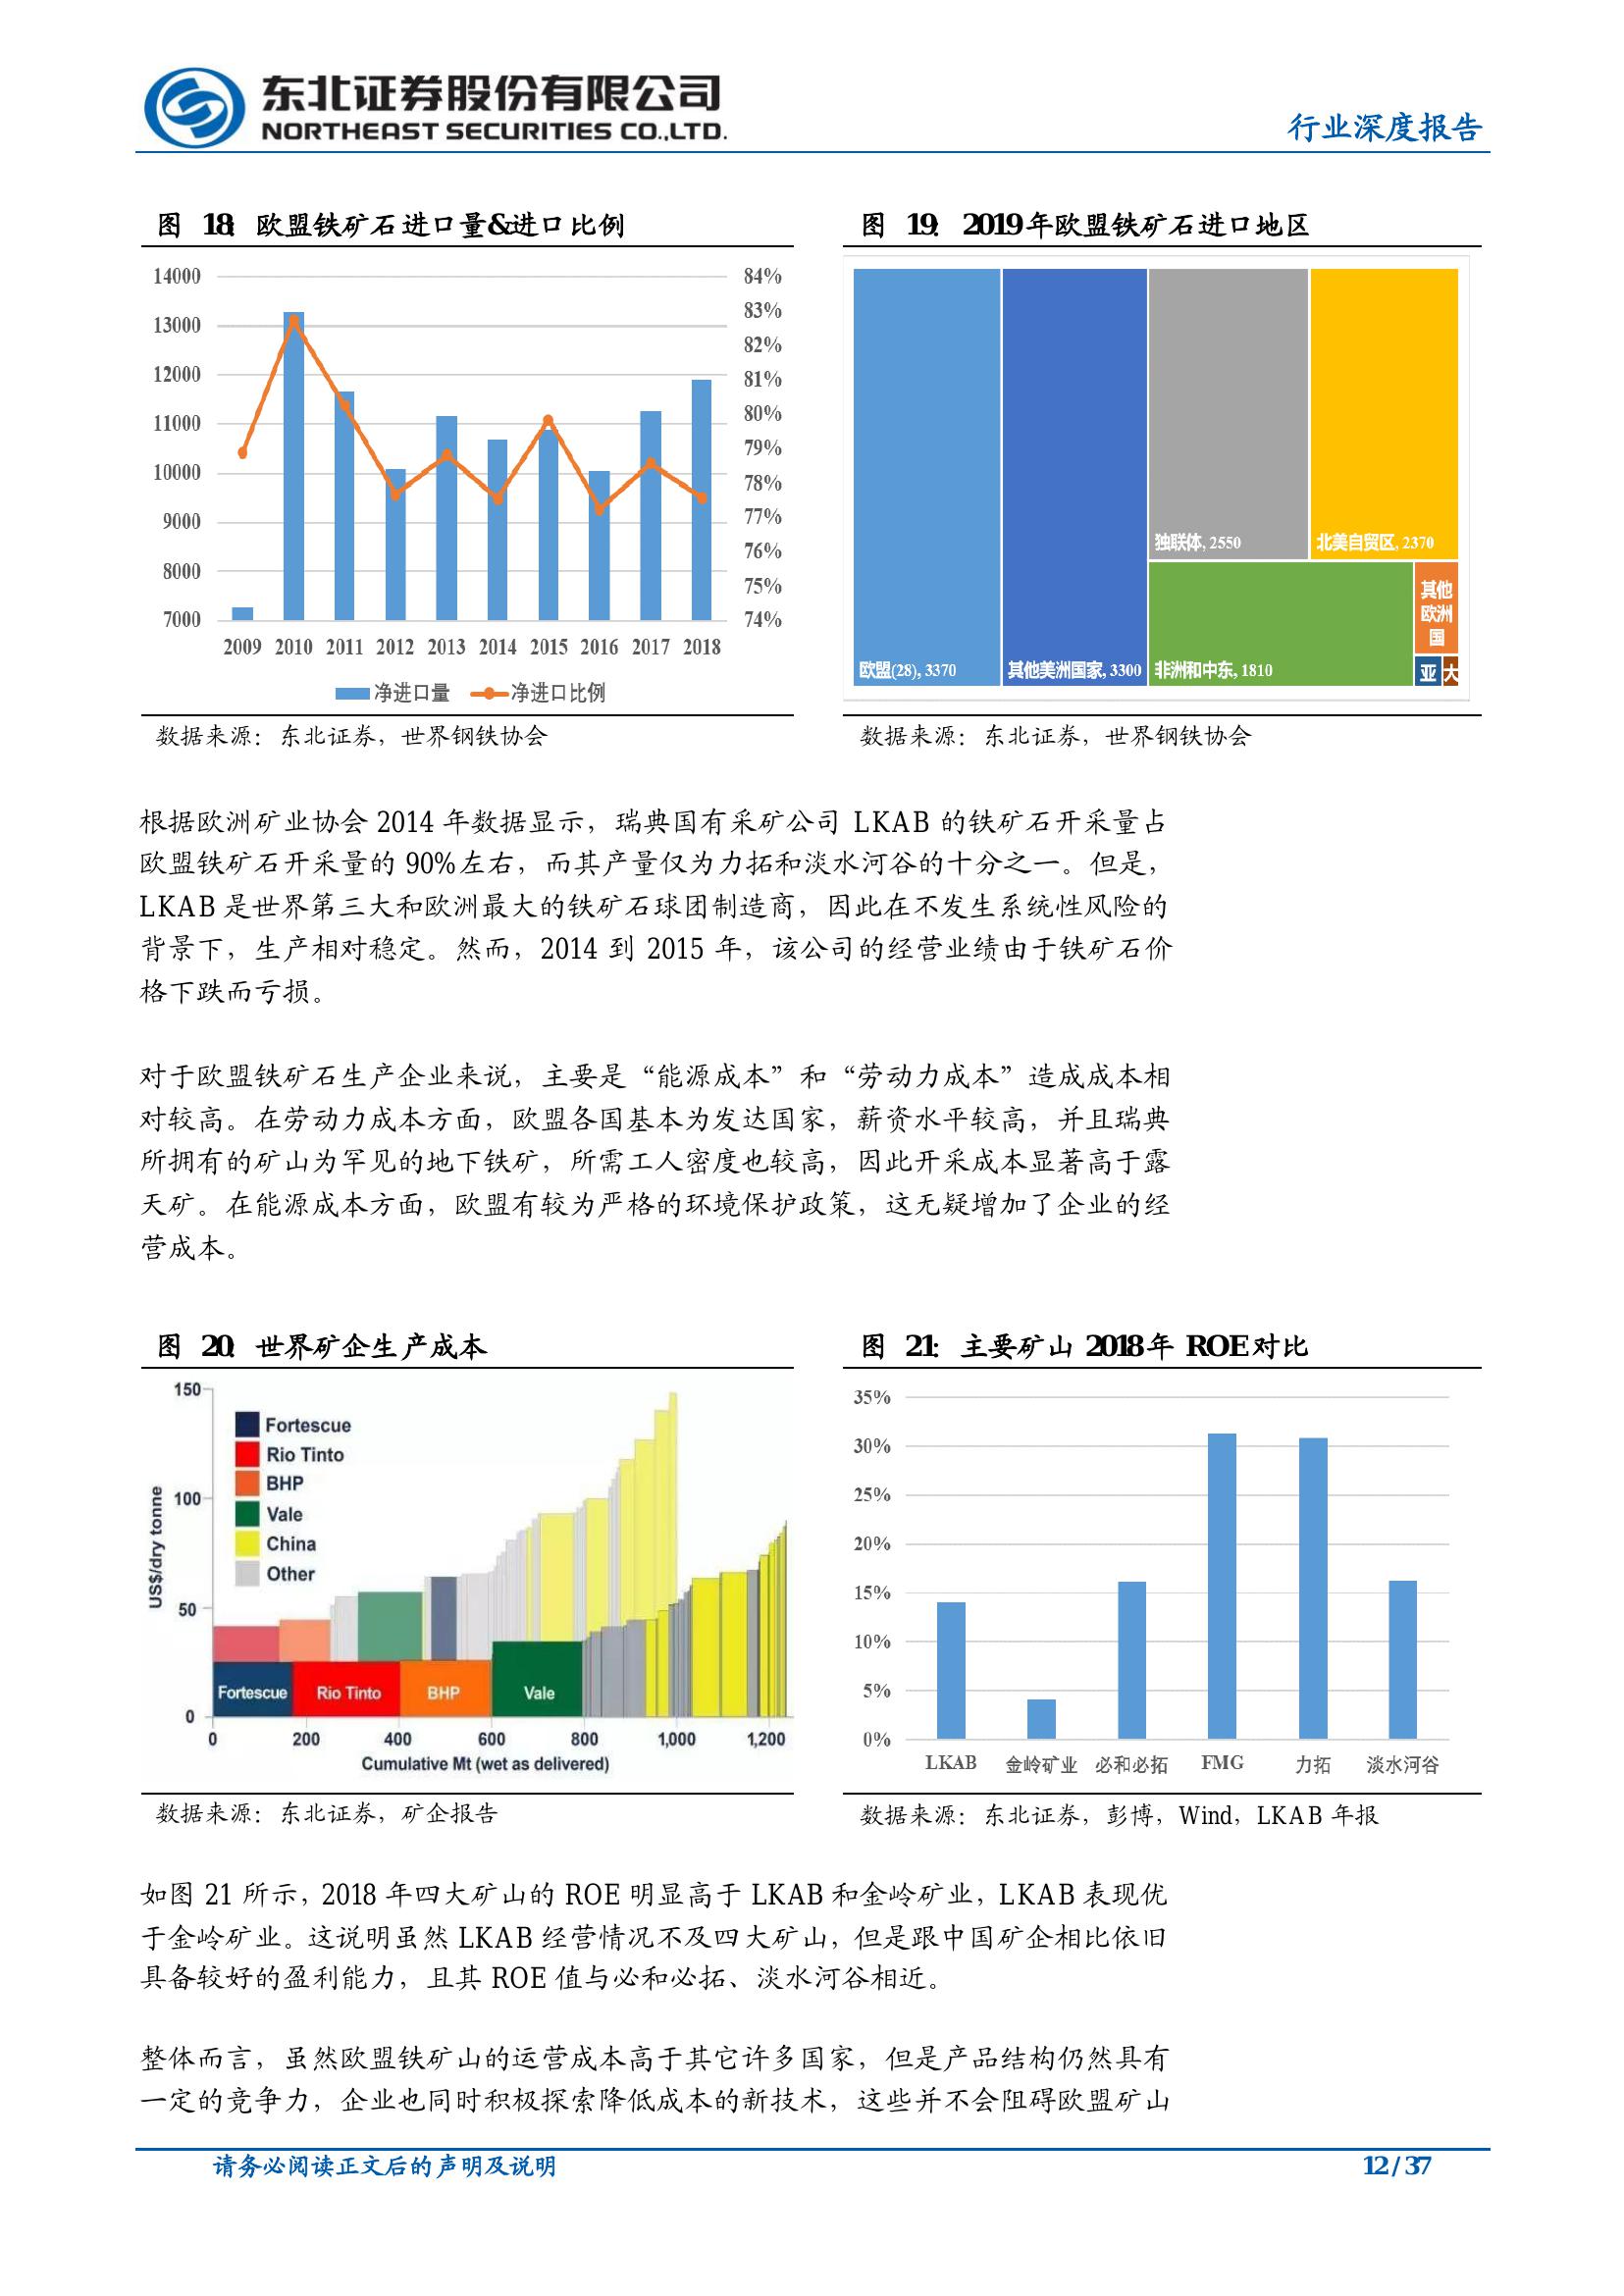 东北证券股份有限公司
NORTHEAST SECURITIES CO.,LTD.
行业深度报告
图 18：欧盟铁矿石进口量&进口比例
14000
13000
12000
11000
10000
9000
8000
7000
84%
83%
82%
81%
80%
79%
78%
77%
76%
75%
74%
2009 2010 2011 2012 2013 2014 2015 2016 2017 2018
净进口量 净进口比例
数据来源：东北证券，世界钢铁协会
图 19：2019 年欧盟铁矿石进口地区
独联体, 2550
北美自贸区, 2370
其他
欧洲
国
欧盟(28), 3370
其他美洲国家, 3300
非洲和中东, 1810
亚
大
数据来源：东北证券，世界钢铁协会
根据欧洲矿业协会 2014 年数据显示，瑞典国有采矿公司 LKAB 的铁矿石开采量占
欧盟铁矿石开采量的 90%左右，而其产量仅为力拓和淡水河谷的十分之一。但是，
LKAB 是世界第三大和欧洲最大的铁矿石球团制造商，因此在不发生系统性风险的
背景下，生产相对稳定。然而，2014 到 2015 年，该公司的经营业绩由于铁矿石价
格下跌而亏损。
对于欧盟铁矿石生产企业来说，主要是“能源成本”和“劳动力成本”造成成本相
对较高。在劳动力成本方面，欧盟各国基本为发达国家，薪资水平较高，并且瑞典
所拥有的矿山为罕见的地下铁矿，所需工人密度也较高，因此开采成本显著高于露
天矿。在能源成本方面，欧盟有较为严格的环境保护政策，这无疑增加了企业的经
营成本。
图 20：世界矿企生产成本
150
100
50
0
US$/dry tonne
Fortescue
Rio Tinto
BHP
Vale
China
Other
Fortescue Rio Tinto BHP Vale
0 200 400 600 800 1,000 1,200
Cumulative Mt (wet as delivered)
数据来源：东北证券，矿企报告
图 21：主要矿山 2018 年 ROE 对比
35%
30%
25%
20%
15%
10%
5%
0%
LKAB 金岭矿业 必和必拓 FMG 力拓 淡水河谷
数据来源：东北证券，彭博，Wind，LKAB 年报
如图 21 所示，2018 年四大矿山的 ROE 明显高于 LKAB 和金岭矿业，LKAB 表现优
于金岭矿业。这说明虽然 LKAB 经营情况不及四大矿山，但是跟中国矿企相比依旧
具备较好的盈利能力，且其 ROE 值与必和必拓、淡水河谷相近。
整体而言，虽然欧盟铁矿山的运营成本高于其它许多国家，但是产品结构仍然具有
一定的竞争力，企业也同时积极探索降低成本的新技术，这些并不会阻碍欧盟矿山
请务必阅读正文后的声明及说明
12 / 37